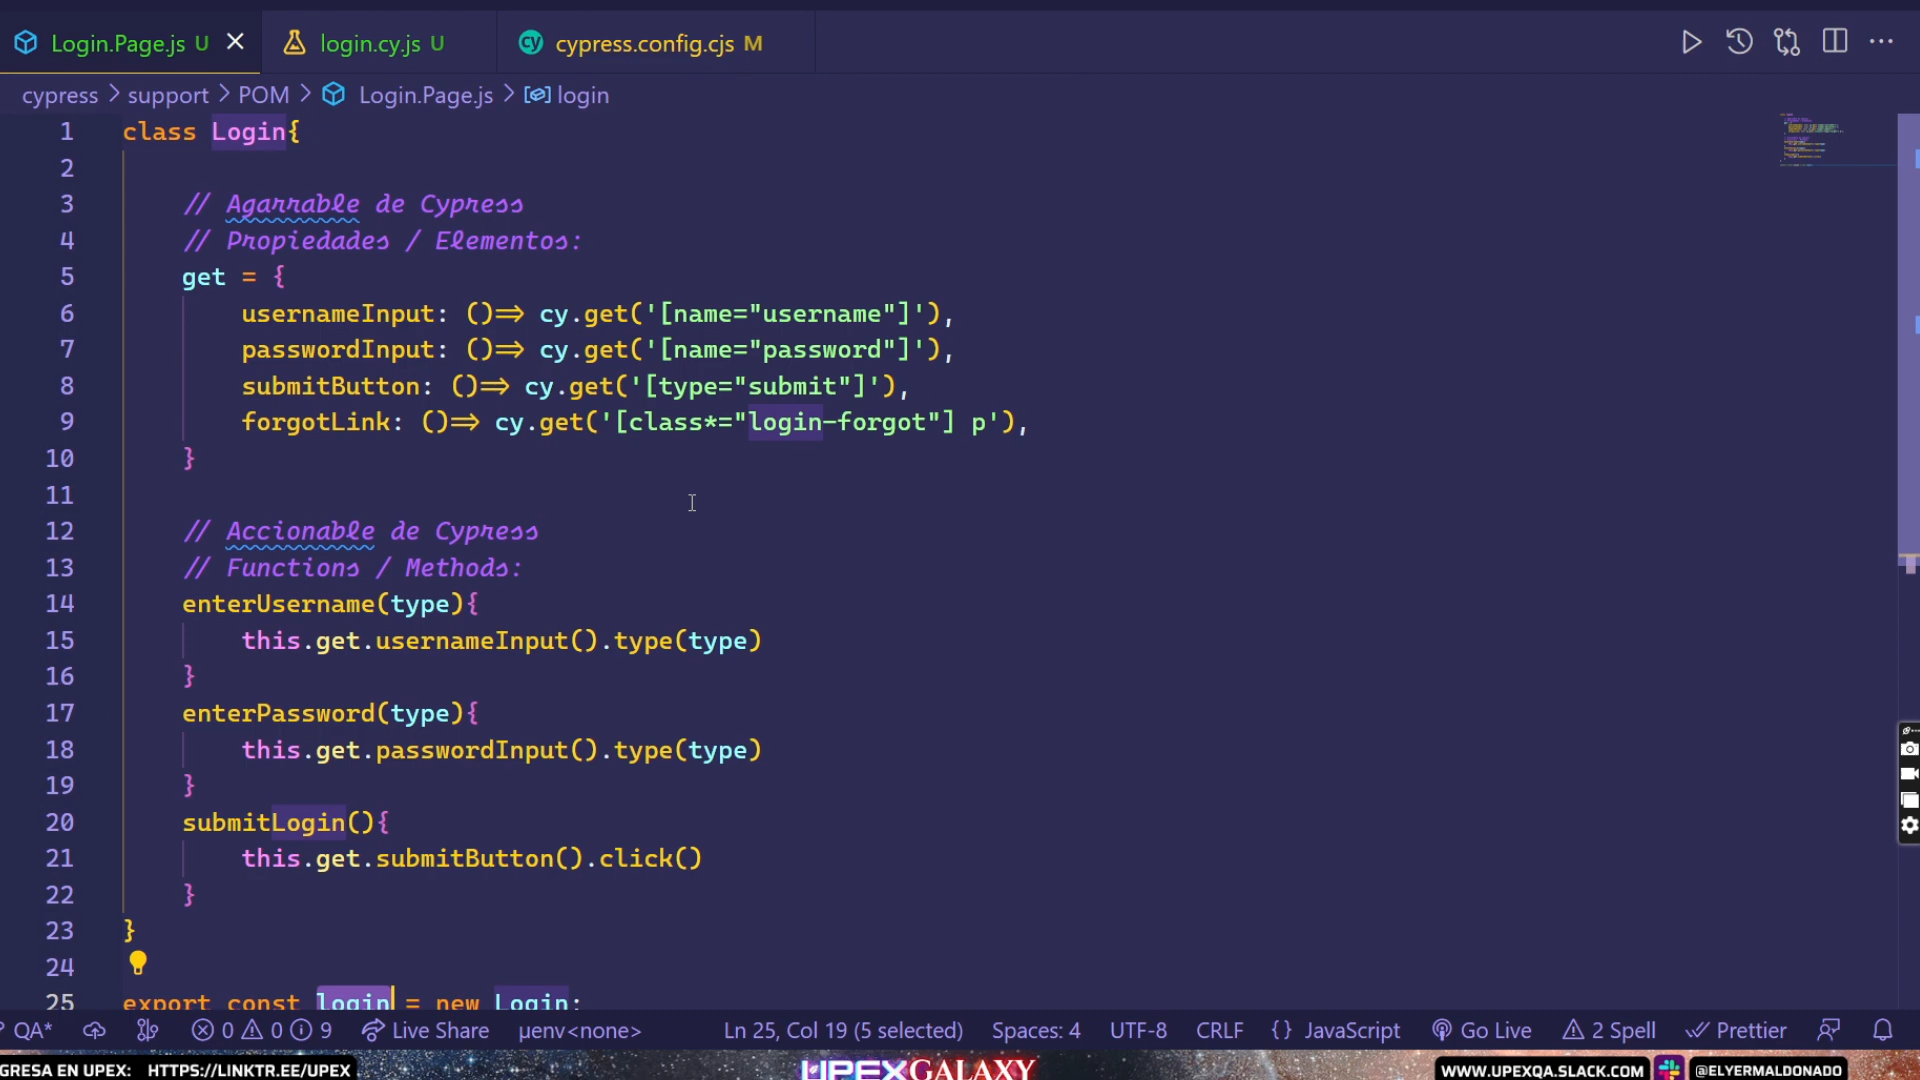 Login.Page.js U
login.cy.js U
cypress.config.cjs M
cypress > support > POM > Login.Page.js > login
1 class Login{
2
3 // Agarrable de Cypress
4 // Propiedades / Elementos:
5 get = {
6 usernameInput: ()=> cy.get('[name="username"]'),
7 passwordInput: ()=> cy.get('[name="password"]'),
8 submitButton: ()=> cy.get('[type="submit"]'),
9 forgotLink: ()=> cy.get('[class*="login-forgot"] p'),
10 }
11
12 // Accionable de Cypress
13 // Functions / Methods:
14 enterUsername(type){
15 this.get.usernameInput().type(type)
16 }
17 enterPassword(type){
18 this.get.passwordInput().type(type)
19 }
20 submitLogin(){
21 this.get.submitButton().click()
22 }
23 }
24
25 export const login = new Login;
QA* 0 0 9 Live Share µenv<none> Ln 25, Col 19 (5 selected) Spaces: 4 UTF-8 CRLF {} JavaScript Go Live 2 Spell Prettier
GRESA EN UPEX: HTTPS://LINKTR.EE/UPEX UPEXGALAXY WWW.UPEXQA.SLACK.COM @ELYERMALDONADO